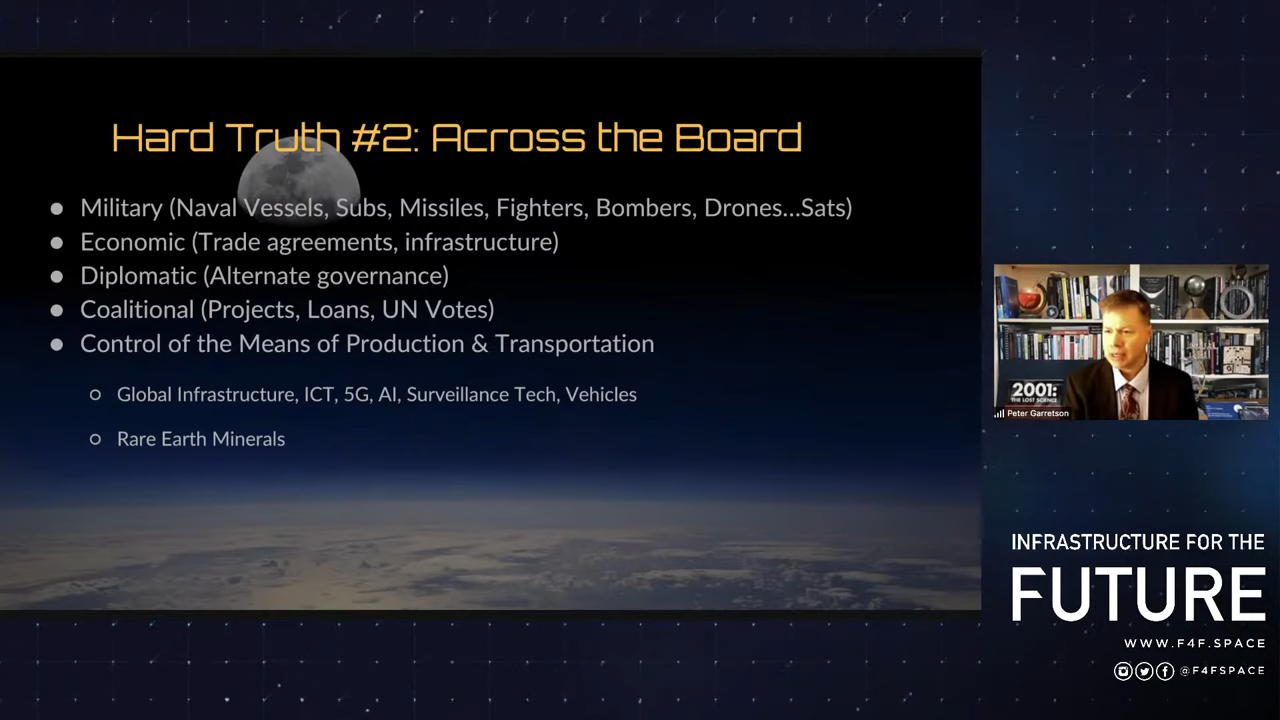 Hard Truth #2: Across the Board
● Military (Naval Vessels, Subs, Missiles, Fighters, Bombers, Drones...Sats)
● Economic (Trade agreements, infrastructure)
● Diplomatic (Alternate governance)
● Coalitional (Projects, Loans, UN Votes)
● Control of the Means of Production & Transportation
○ Global Infrastructure, ICT, 5G, AI, Surveillance Tech, Vehicles
○ Rare Earth Minerals
2001:
THE LOST SCIENCE
Peter Garretson
INFRASTRUCTURE FOR THE
FUTURE
WWW.F4F.SPACE
@F4FSPACE